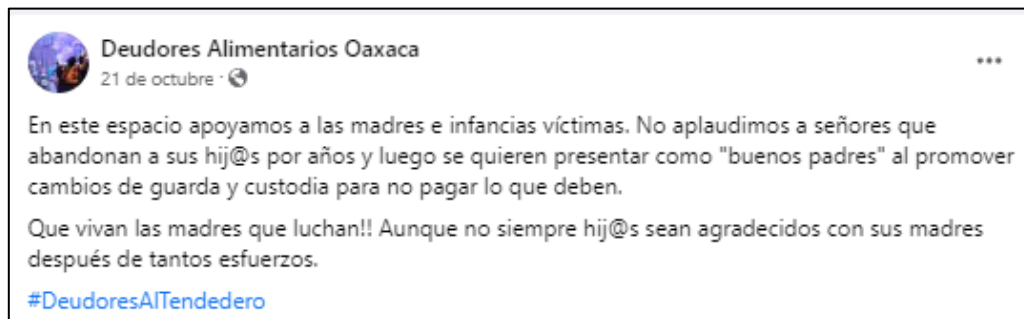 Deudores Alimentarios Oaxaca
21 de octubre ·
En este espacio apoyamos a las madres e infancias víctimas. No aplaudimos a señores que
abandonan a sus hij@s por años y luego se quieren presentar como "buenos padres" al promover
cambios de guarda y custodia para no pagar lo que deben.
Que vivan las madres que luchan!! Aunque no siempre hij@s sean agradecidos con sus madres
después de tantos esfuerzos.
#DeudoresAlTendedero